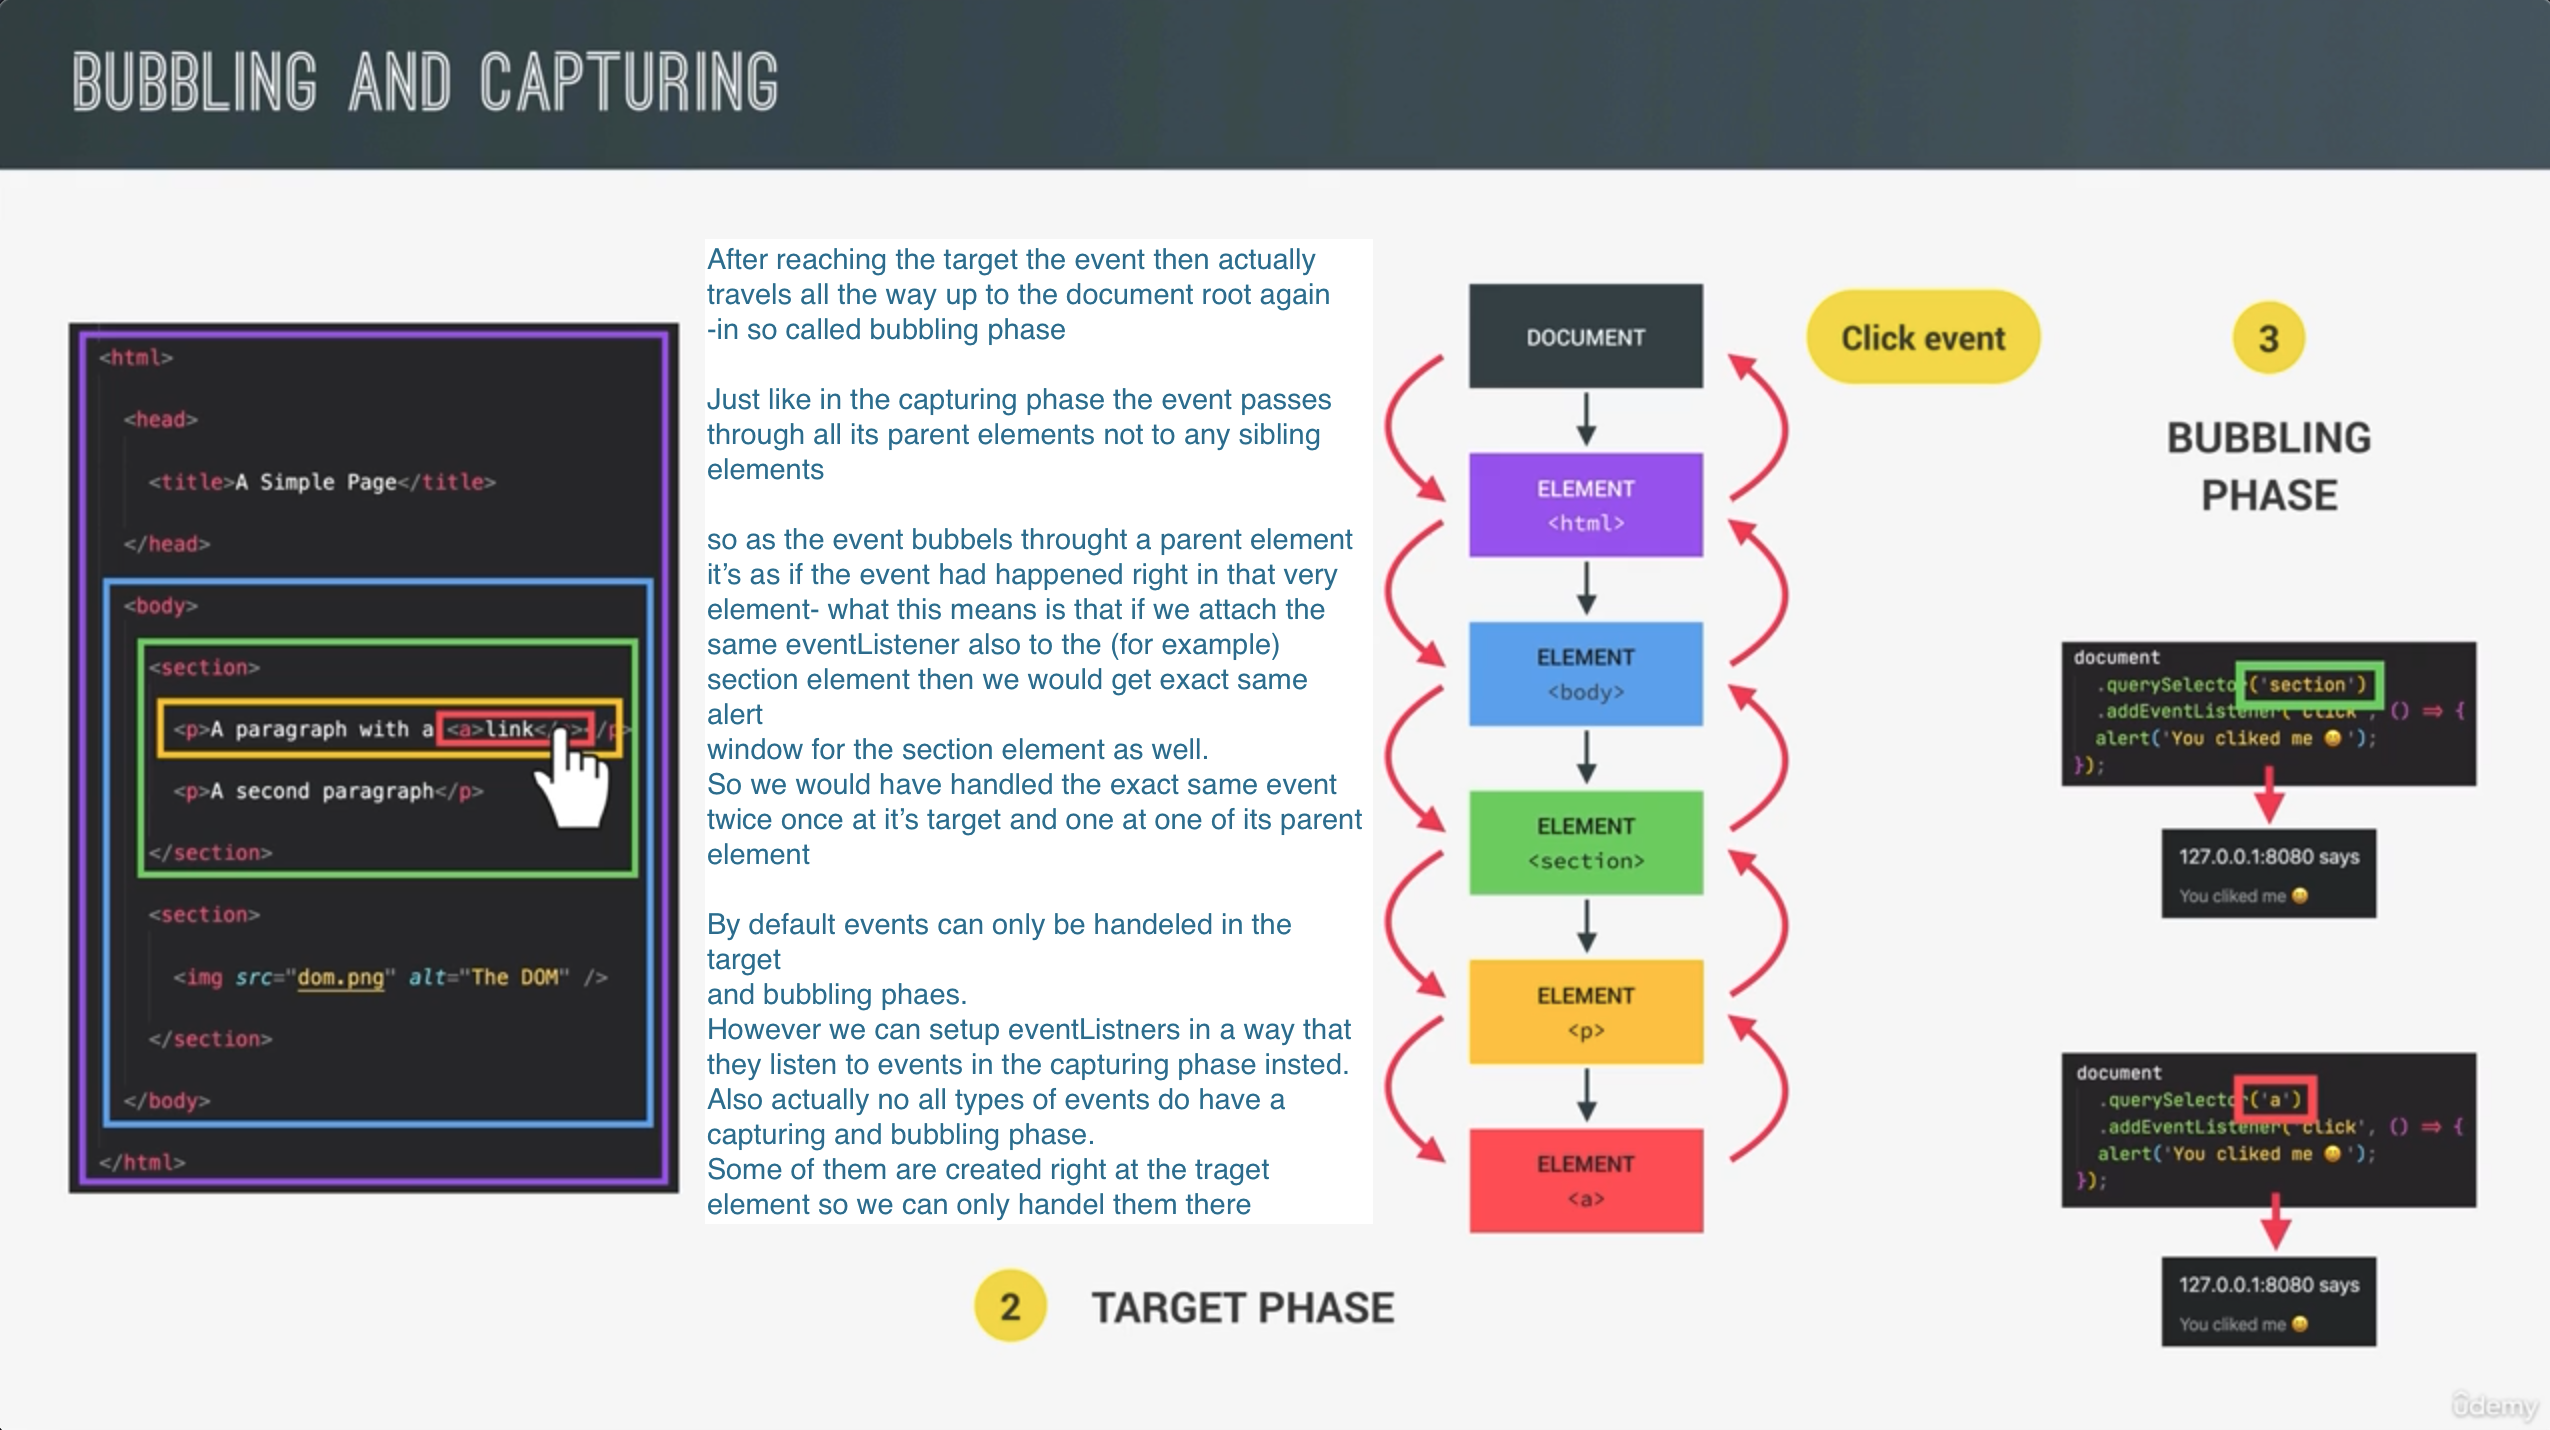 BUBBLING AND CAPTURING
<html>
<head>
<title>A Simple Page</title>
</head>
<body>
<section>
<p>A paragraph with a <a>link</
/p>
<p>A second paragraph</p>
</section>
<section>
<img src="dom.png" alt="The DOM" />
</section>
</body>
</html>
After reaching the target the event then actually
travels all the way up to the document root again
-in so called bubbling phase
Just like in the capturing phase the event passes
through all its parent elements not to any sibling
elements
so as the event bubbels throught a parent element
it’s as if the event had happened right in that very
element- what this means is that if we attach the
same eventListener also to the (for example)
section element then we would get exact same
alert
window for the section element as well.
So we would have handled the exact same event
twice once at it’s target and one at one of its parent
element
By default events can only be handeled in the
target
and bubbling phaes.
However we can setup eventListners in a way that
they listen to events in the capturing phase insted.
Also actually no all types of events do have a
capturing and bubbling phase.
Some of them are created right at the traget
element so we can only handel them there
DOCUMENT
ELEMENT
<html>
ELEMENT
<body>
ELEMENT
<section>
ELEMENT
<p>
ELEMENT
<a>
Click event
3
BUBBLING
PHASE
document
.querySelector('section')
.addEventListener('click', () => {
alert('You cliked me 😀 ');
});
127.0.0.1:8080 says
You cliked me 😀
document
.querySelector('a')
.addEventListener('click', () => {
alert('You cliked me 😀 ');
});
127.0.0.1:8080 says
You cliked me 😀
2
TARGET PHASE
ûdemy